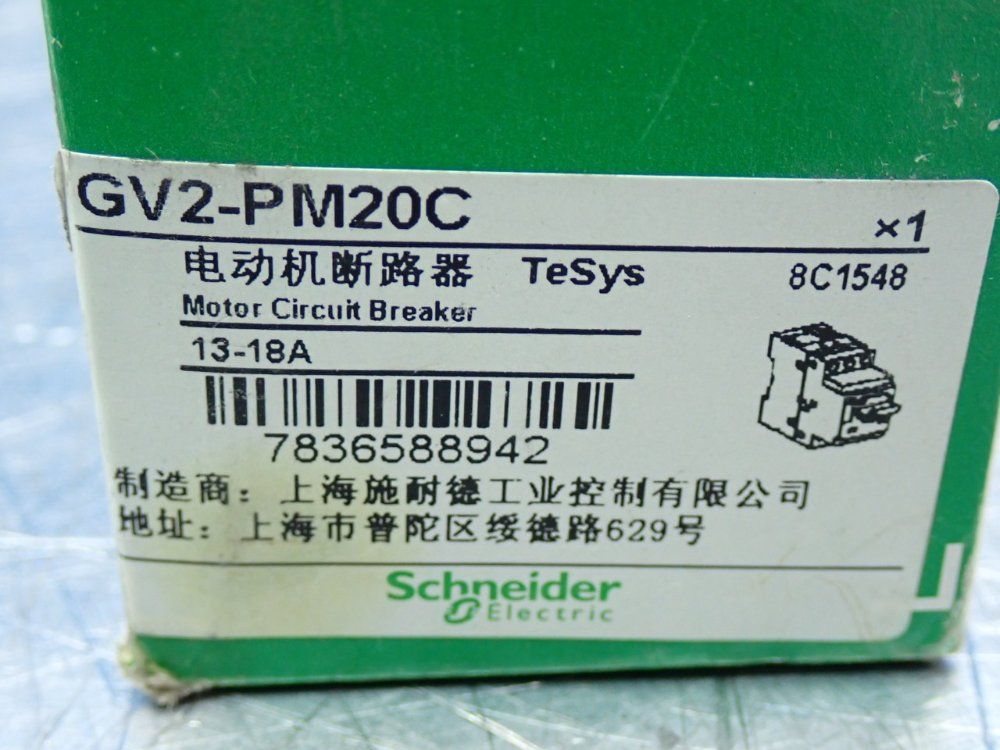 GV2-PM20C ×1
电动机断路器 TeSys 8C1548
Motor Circuit Breaker
13-18A
7836588942
制造商：上海施耐德工业控制有限公司
地址：上海市普陀区绥德路629号
Schneider
Electric